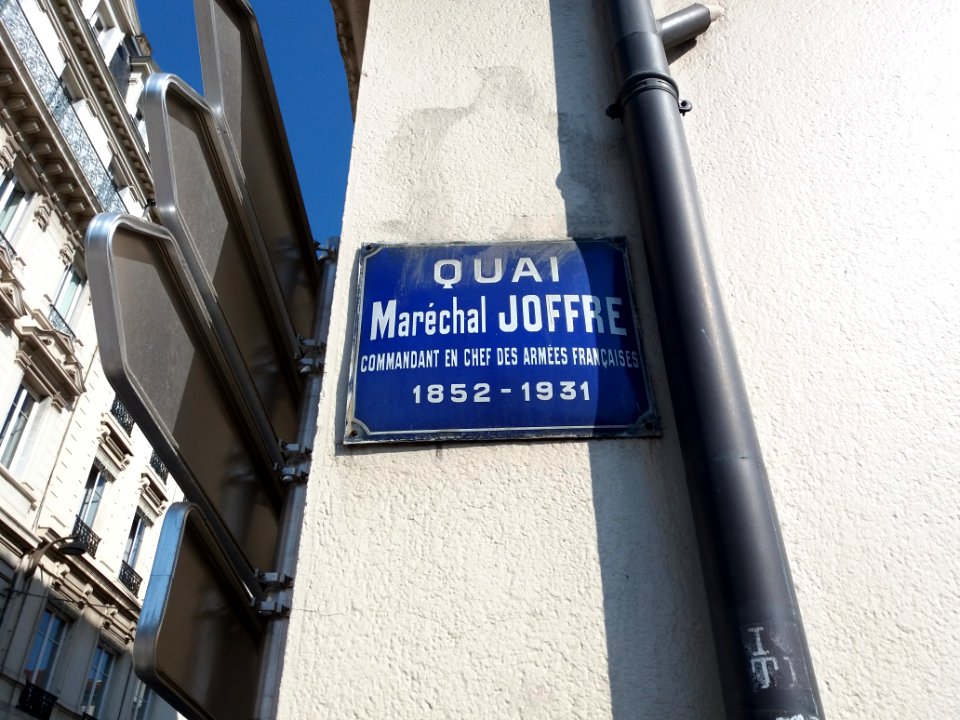 QUAI
Maréchal JOFFRE
COMMANDANT EN CHEF DES ARMÉES FRANÇAISES
1852 - 1931